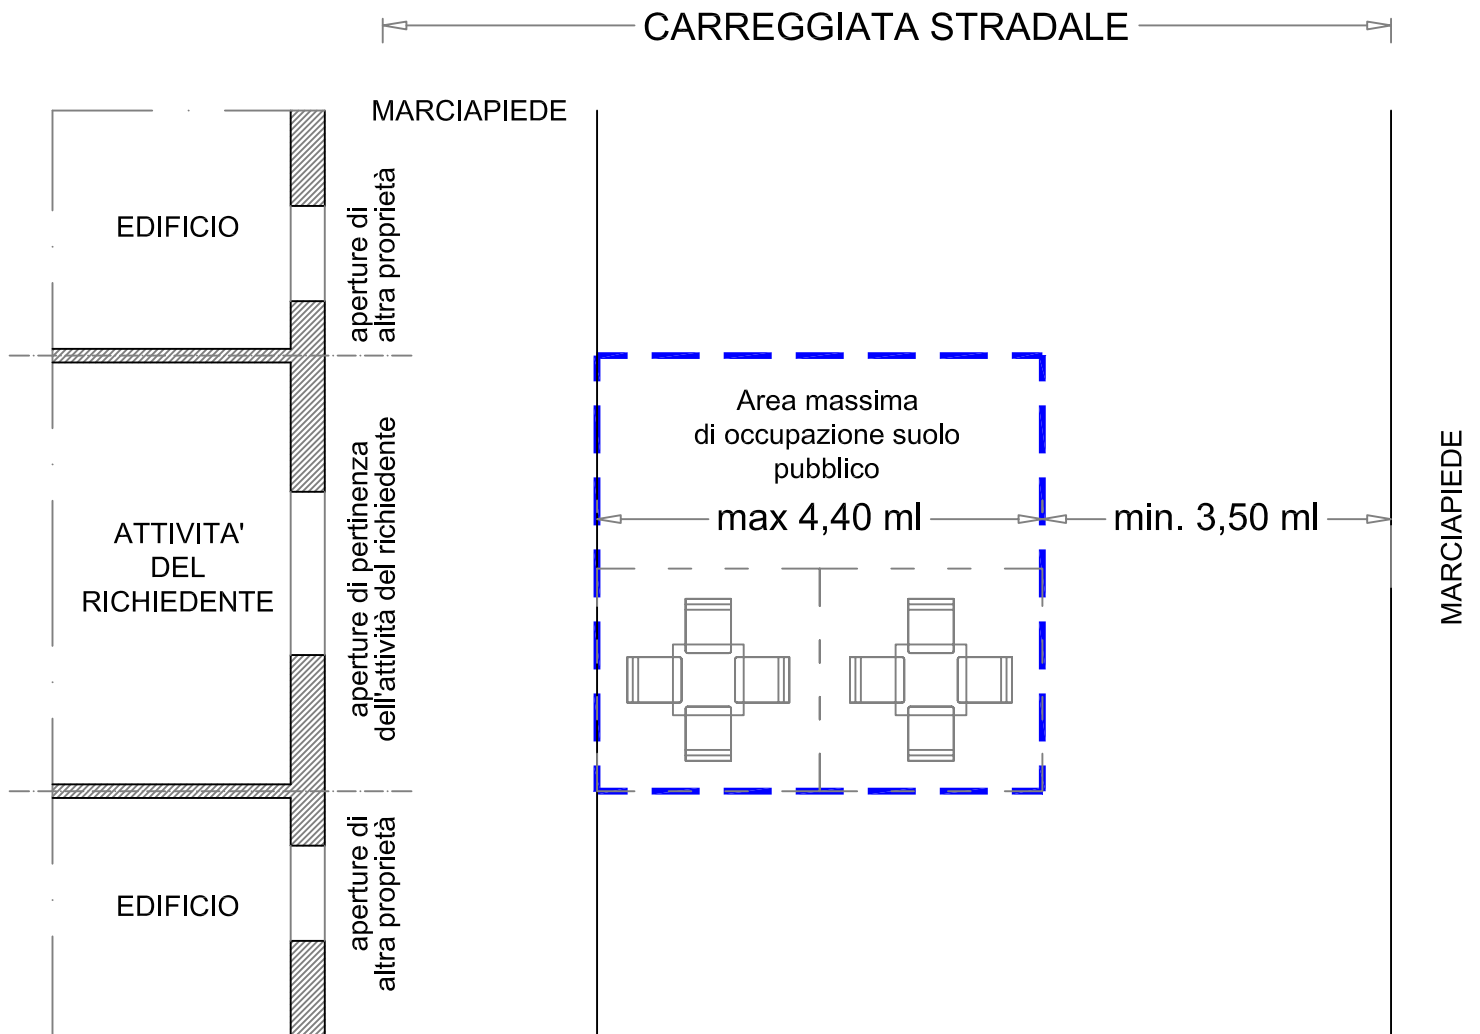 CARREGGIATA STRADALE
MARCIAPIEDE
EDIFICIO
aperture di
altra proprietà
Area massima
di occupazione suolo
pubblico
max 4,40 ml
min. 3,50 ml
MARCIAPIEDE
ATTIVITA'
DEL
RICHIEDENTE
aperture di pertinenza
dell'attività del richiedente
EDIFICIO
aperture di
altra proprietà